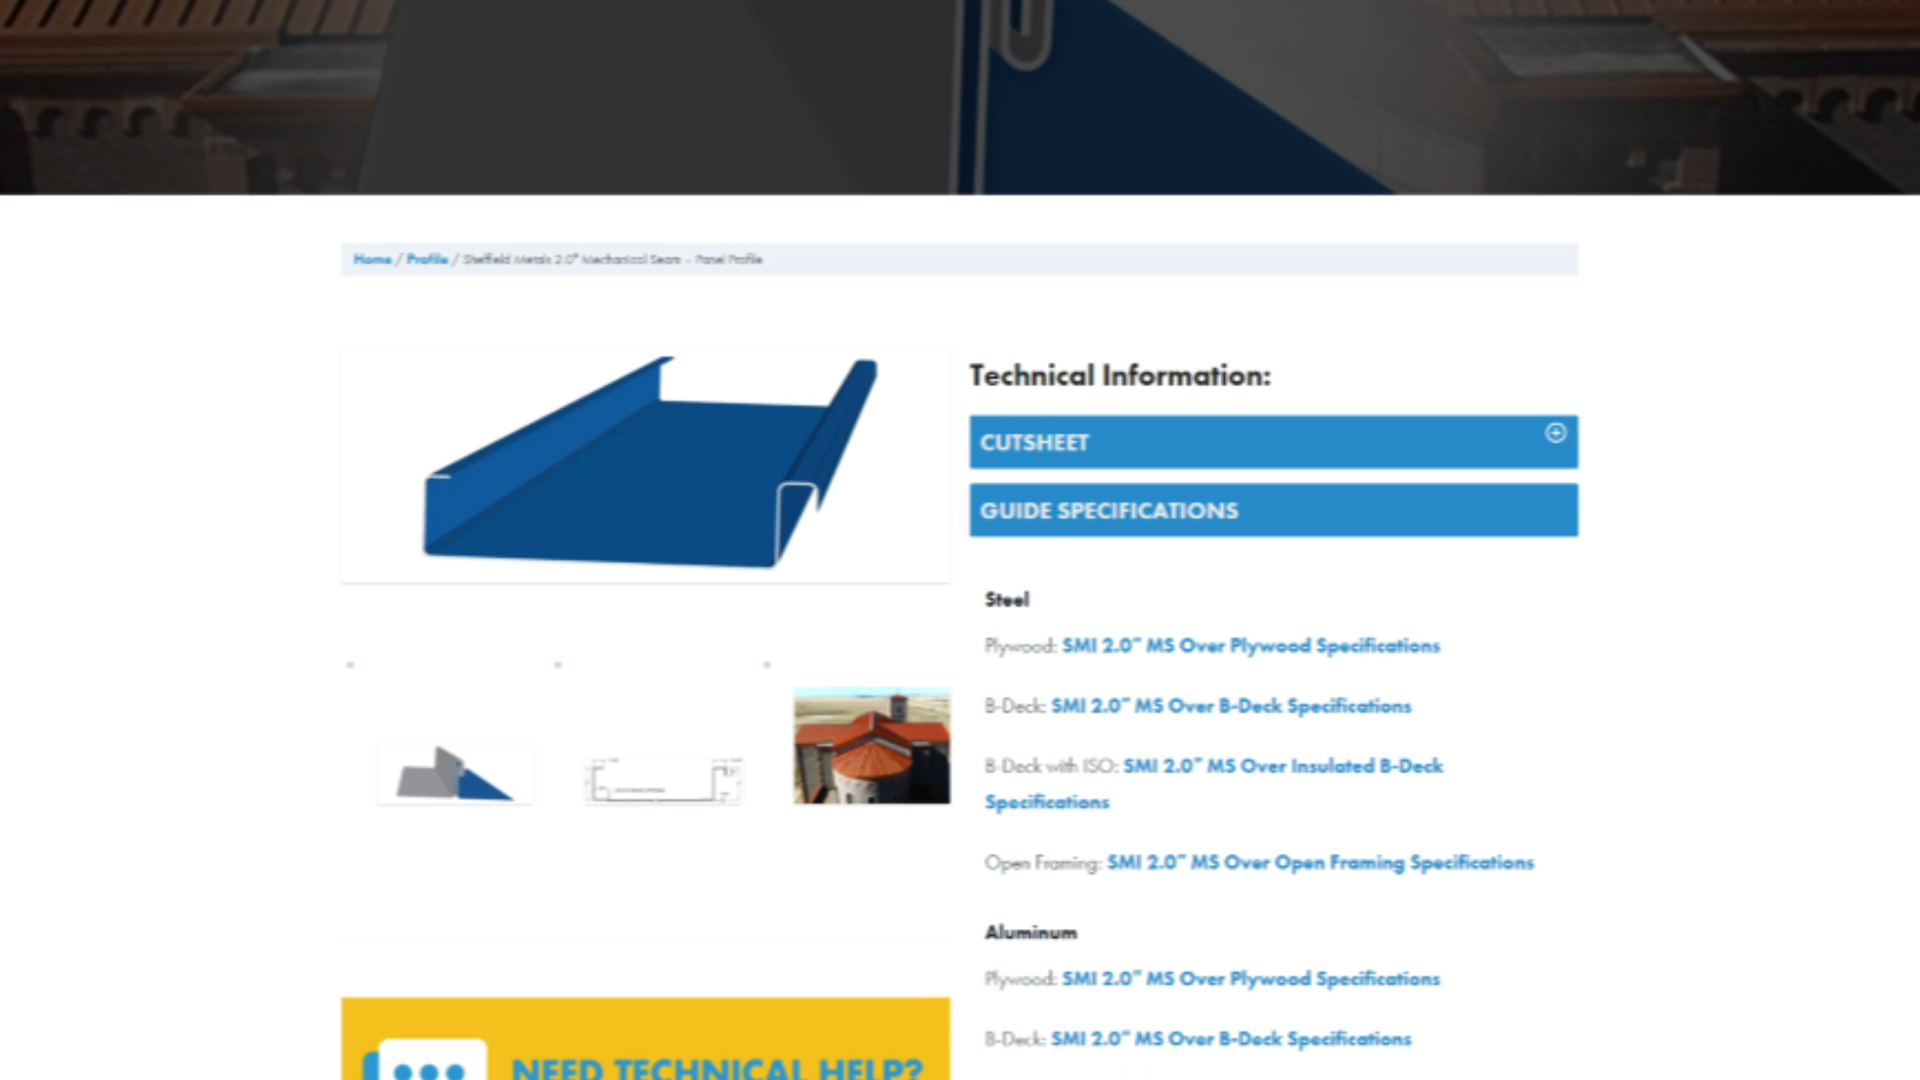 Home / Profile / Sheffield Metals 2.0" Mechanical Seam – Panel Profile
Technical Information:
CUTSHEET
GUIDE SPECIFICATIONS
Steel
Plywood: SMI 2.0″ MS Over Plywood Specifications
B-Deck: SMI 2.0″ MS Over B-Deck Specifications
B-Deck with ISO: SMI 2.0″ MS Over Insulated B-Deck
Specifications
Open Framing: SMI 2.0″ MS Over Open Framing Specifications
Aluminum
Plywood: SMI 2.0″ MS Over Plywood Specifications
B-Deck: SMI 2.0″ MS Over B-Deck Specifications
NEED TECHNICAL HELP?